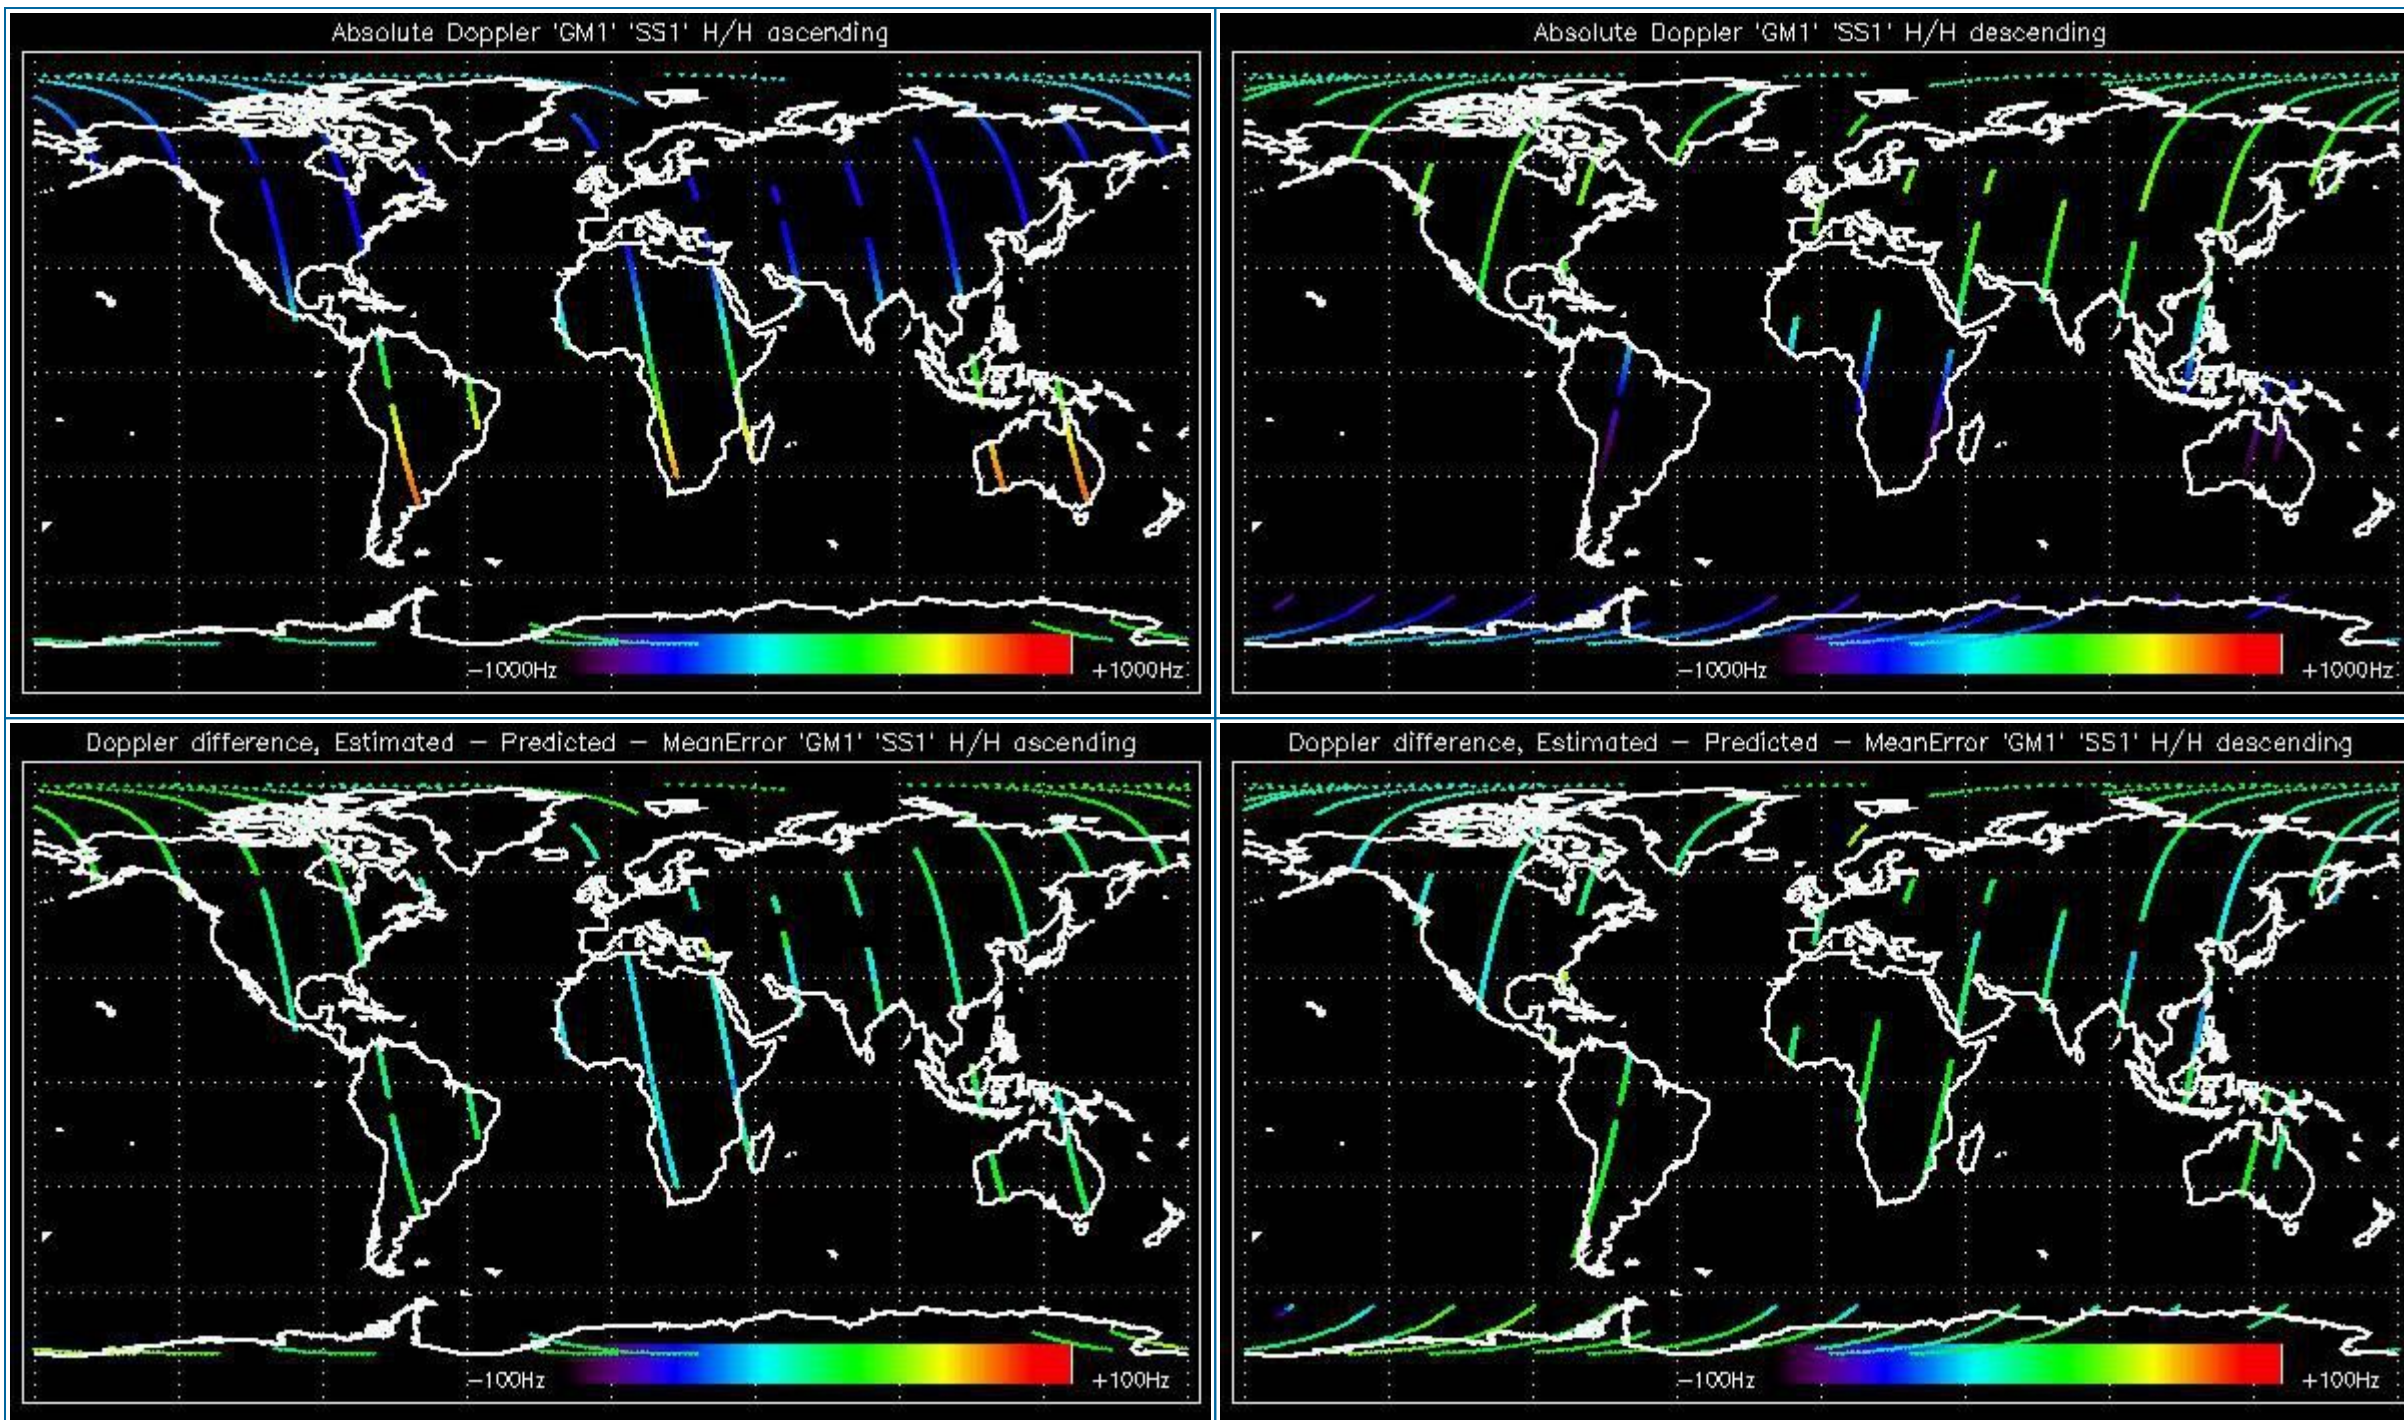 Absolute Doppler 'GM1' 'SS1' H/H ascending
−1000Hz
+1000Hz
Absolute Doppler 'GM1' 'SS1' H/H descending
−1000Hz
+1000Hz
Doppler difference, Estimated − Predicted − MeanError 'GM1' 'SS1' H/H ascending
−100Hz
+100Hz
Doppler difference, Estimated − Predicted − MeanError 'GM1' 'SS1' H/H descending
−100Hz
+100Hz